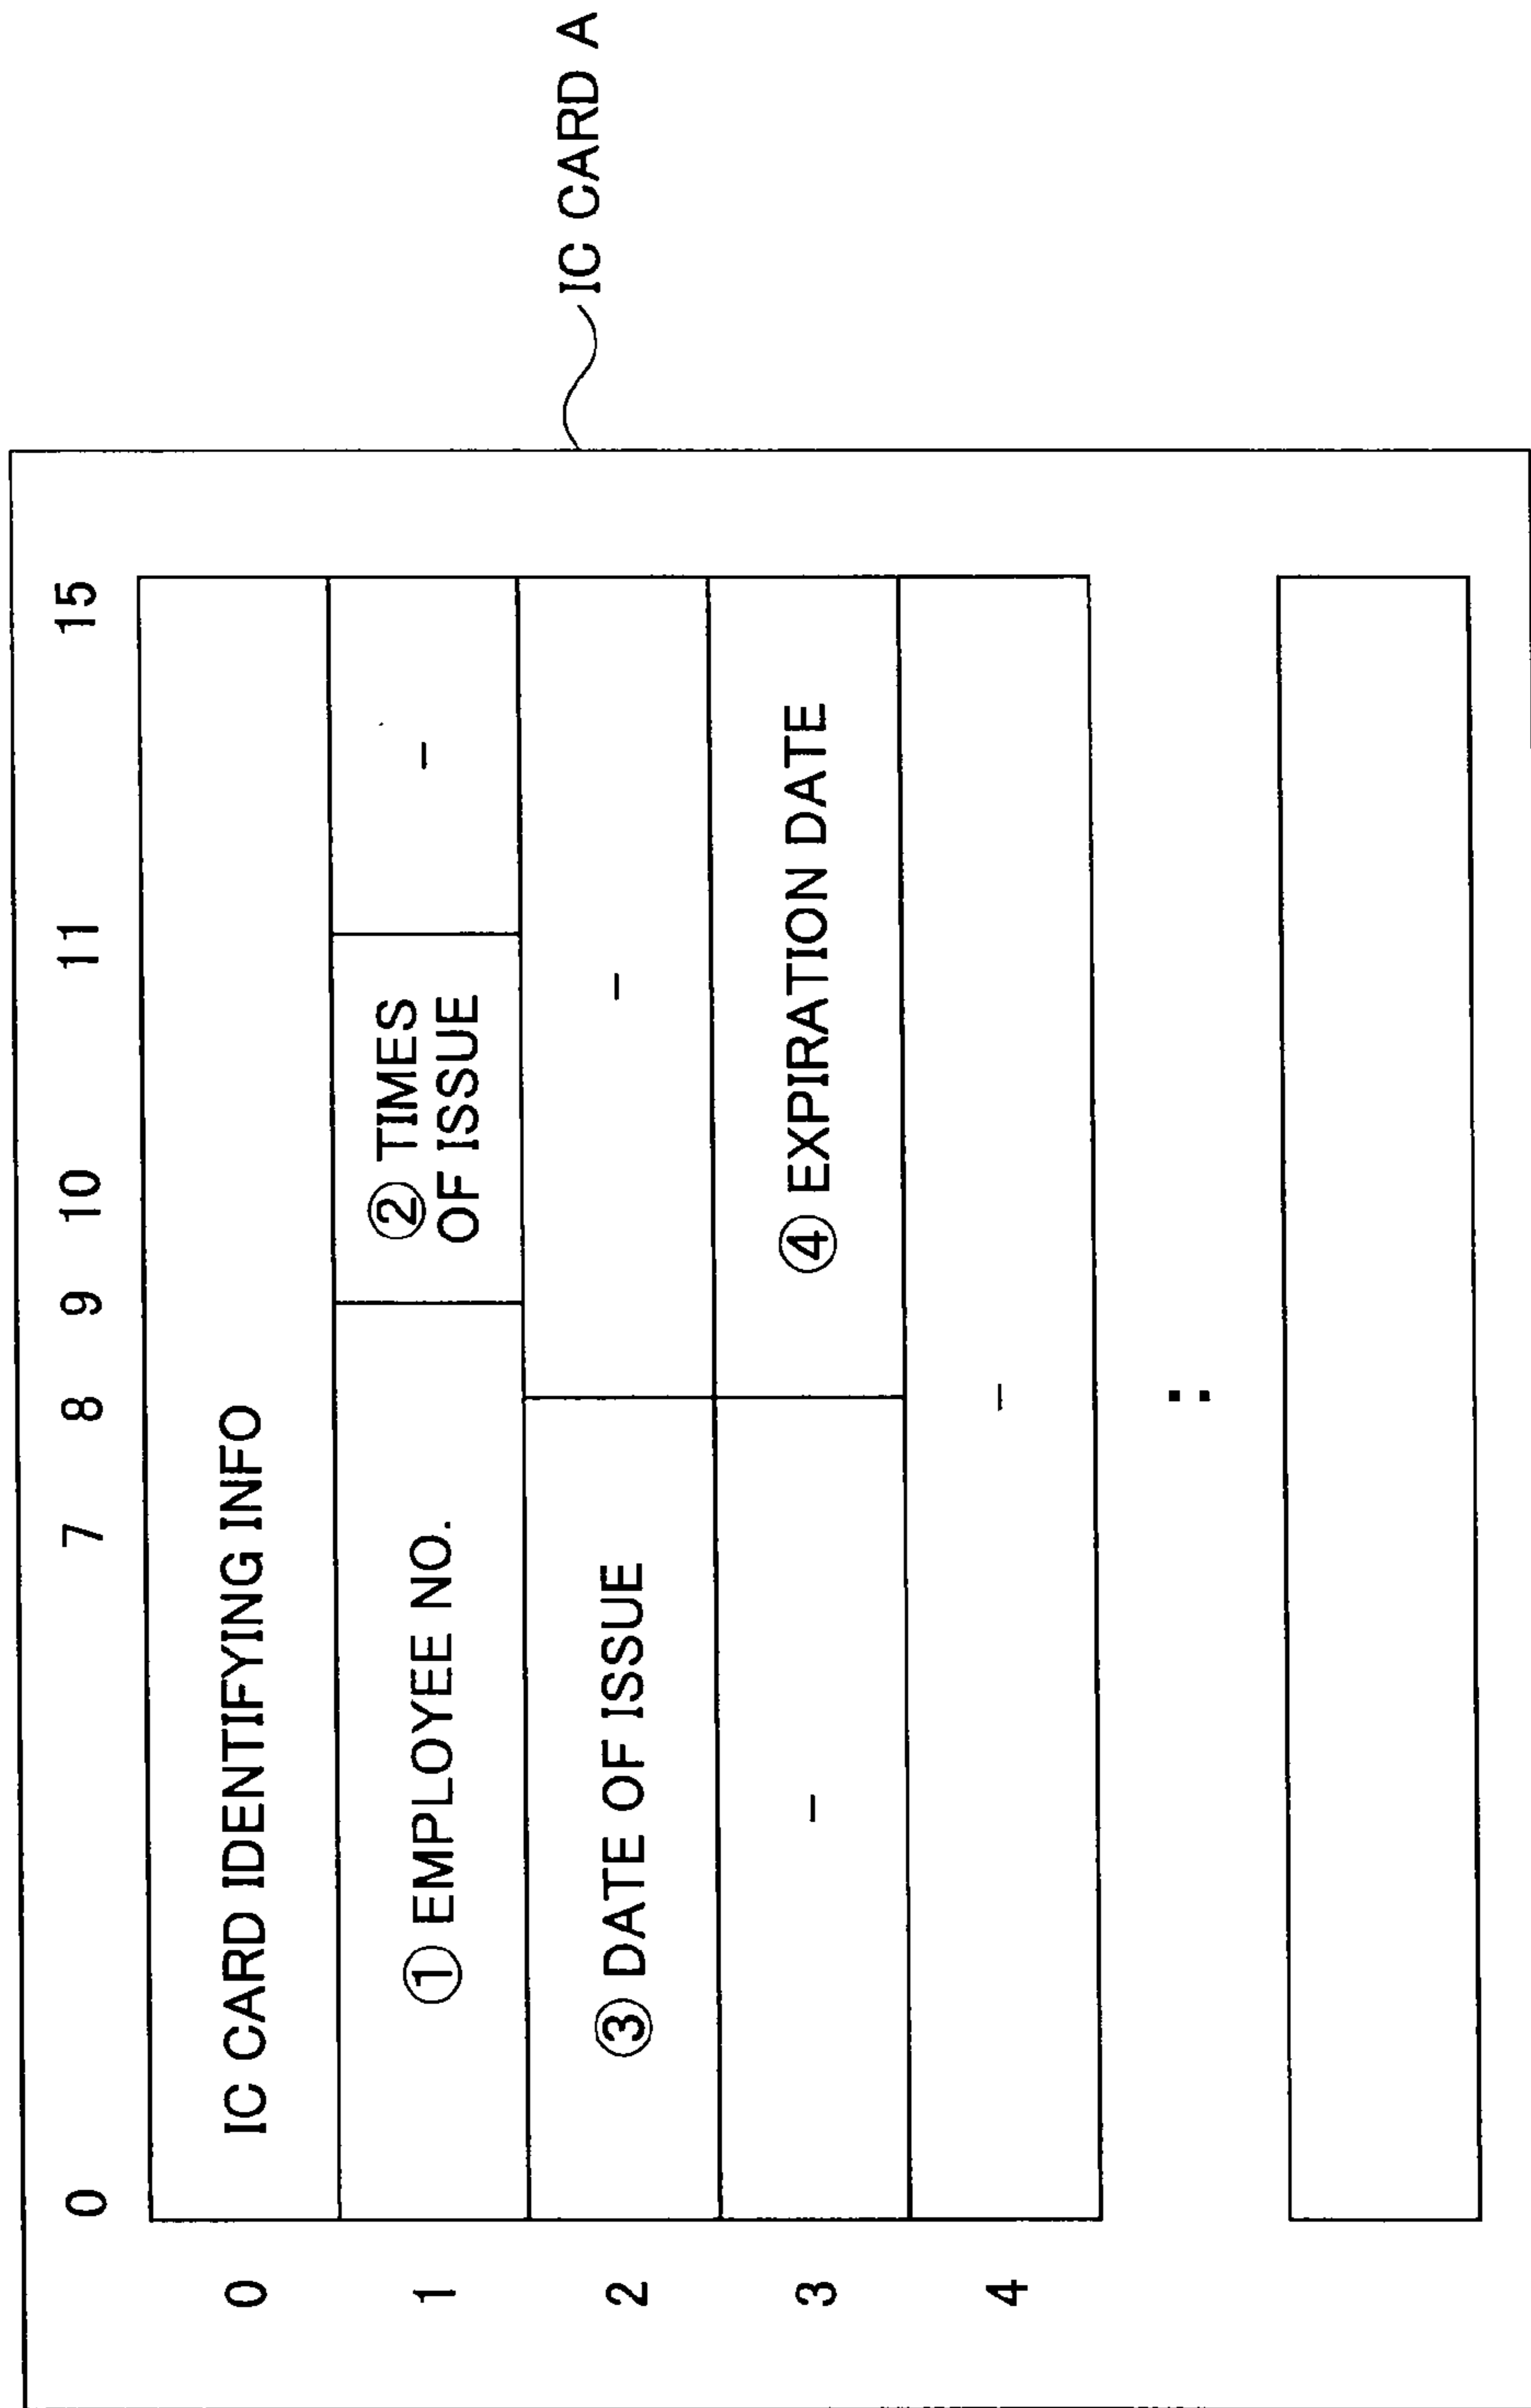 0 7 8 9 10 11 15
0 IC CARD IDENTIFYING INFO
1 ① EMPLOYEE NO. ② TIMES OF ISSUE -
2 ③ DATE OF ISSUE -
3 - ④ EXPIRATION DATE
4 -
:
IC CARD A